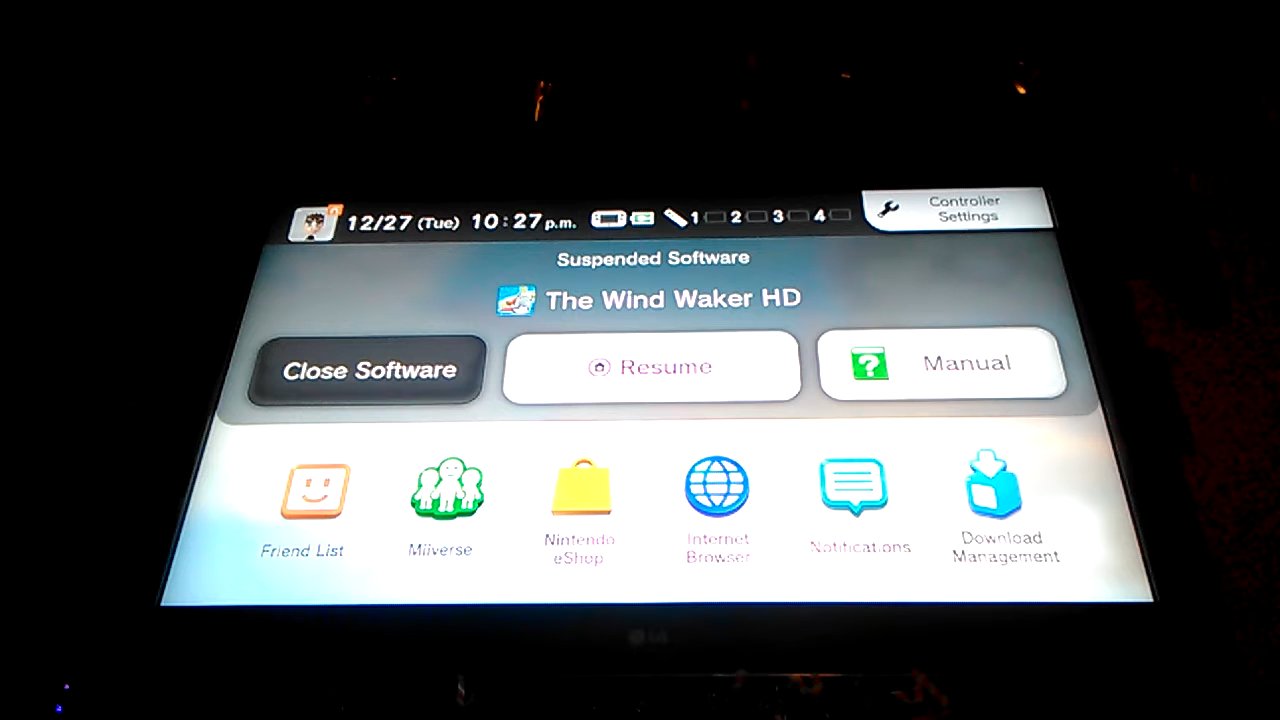 12/27 (Tue) 10:27 p.m. 1 2 3 4
Controller
Settings
Suspended Software
The Wind Waker HD
Close Software
Resume
? Manual
Friend List
Miiverse
Nintendo
eShop
Internet
Browser
Notifications
Download
Management
LG